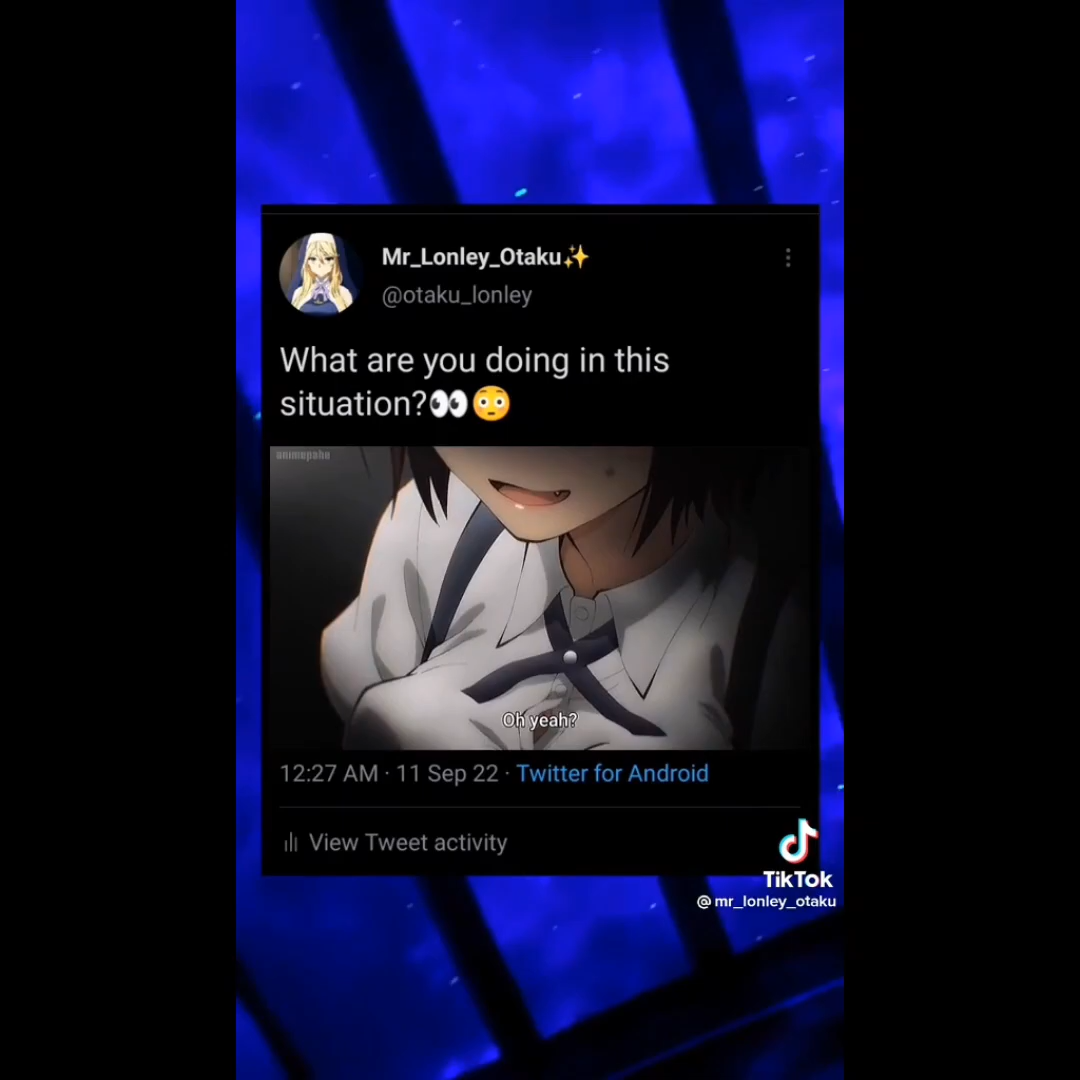 Mr_Lonley_Otaku✨
@otaku_lonley
What are you doing in this
situation?👀😳
animepahe
Oh yeah?
12:27 AM · 11 Sep 22 · Twitter for Android
View Tweet activity
TikTok
@mr_lonley_otaku